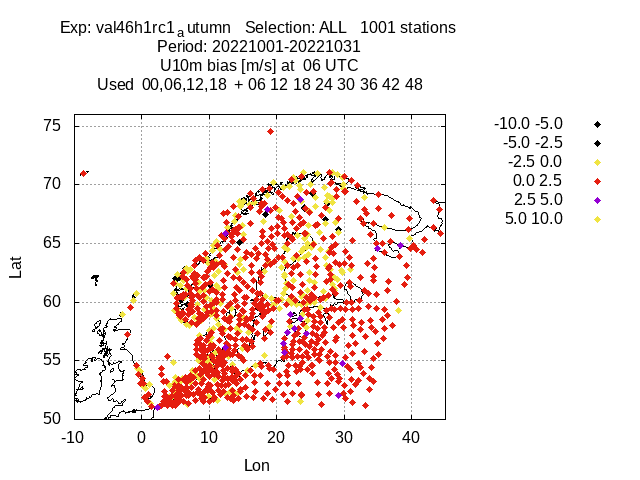 Exp: val46h1rc1a utumn   Selection: ALL   1001 stations
Period: 20221001-20221031
U10m bias [m/s] at  06 UTC
Used  00,06,12,18  + 06 12 18 24 30 36 42 48
-10.0 -5.0
-5.0 -2.5
-2.5 0.0
0.0 2.5
2.5 5.0
5.0 10.0
75
70
65
60
55
50
Lat
-10 0 10 20 30 40
Lon